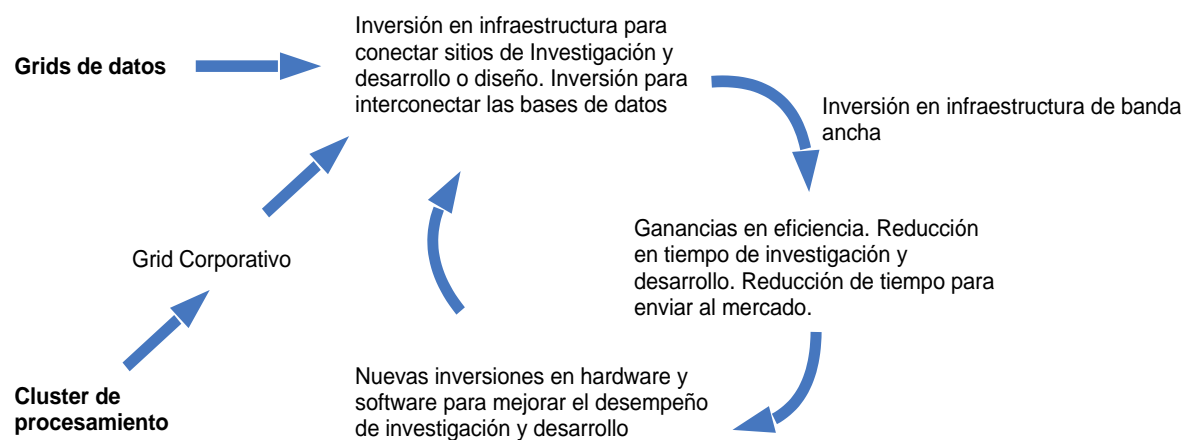 Inversión en infraestructura para
conectar sitios de Investigación y
desarrollo o diseño. Inversión para
interconectar las bases de datos
Grids de datos
Inversión en infraestructura de banda
ancha
Ganancias en eficiencia. Reducción
en tiempo de investigación y
desarrollo. Reducción de tiempo para
enviar al mercado.
Grid Corporativo
Nuevas inversiones en hardware y
software para mejorar el desempeño
de investigación y desarrollo
Cluster de
procesamiento